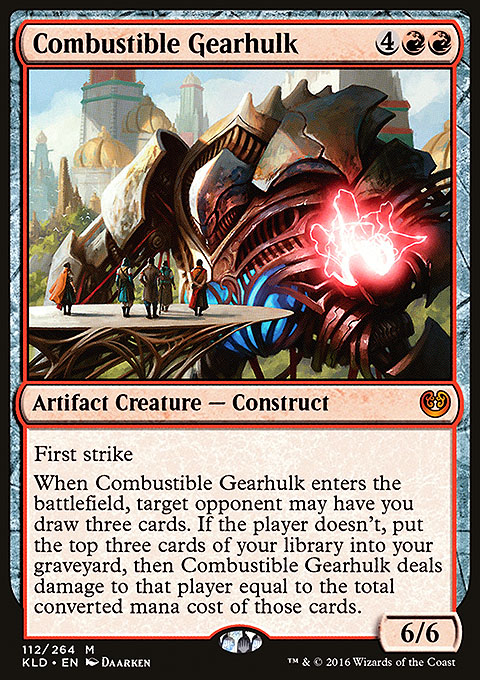 Combustible Gearhulk 4
Artifact Creature — Construct
First strike
When Combustible Gearhulk enters the
battlefield, target opponent may have you
draw three cards. If the player doesn't, put
the top three cards of your library into your
graveyard, then Combustible Gearhulk deals
damage to that player equal to the total
converted mana cost of those cards.
6/6
112/264 M
KLD • EN Daarken
™ & © 2016 Wizards of the Coast